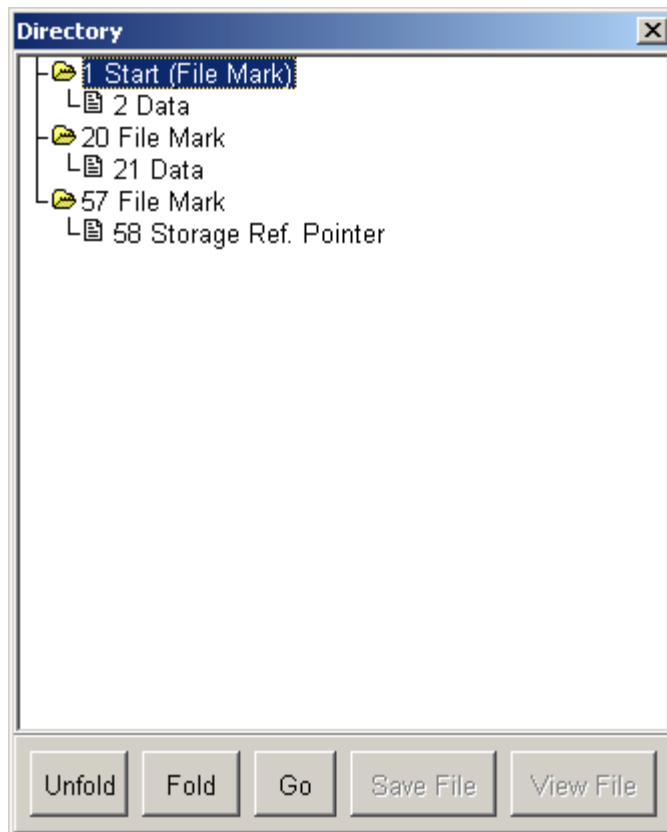 Directory
1 Start (File Mark)
2 Data
20 File Mark
21 Data
57 File Mark
58 Storage Ref. Pointer
Unfold Fold Go Save File View File